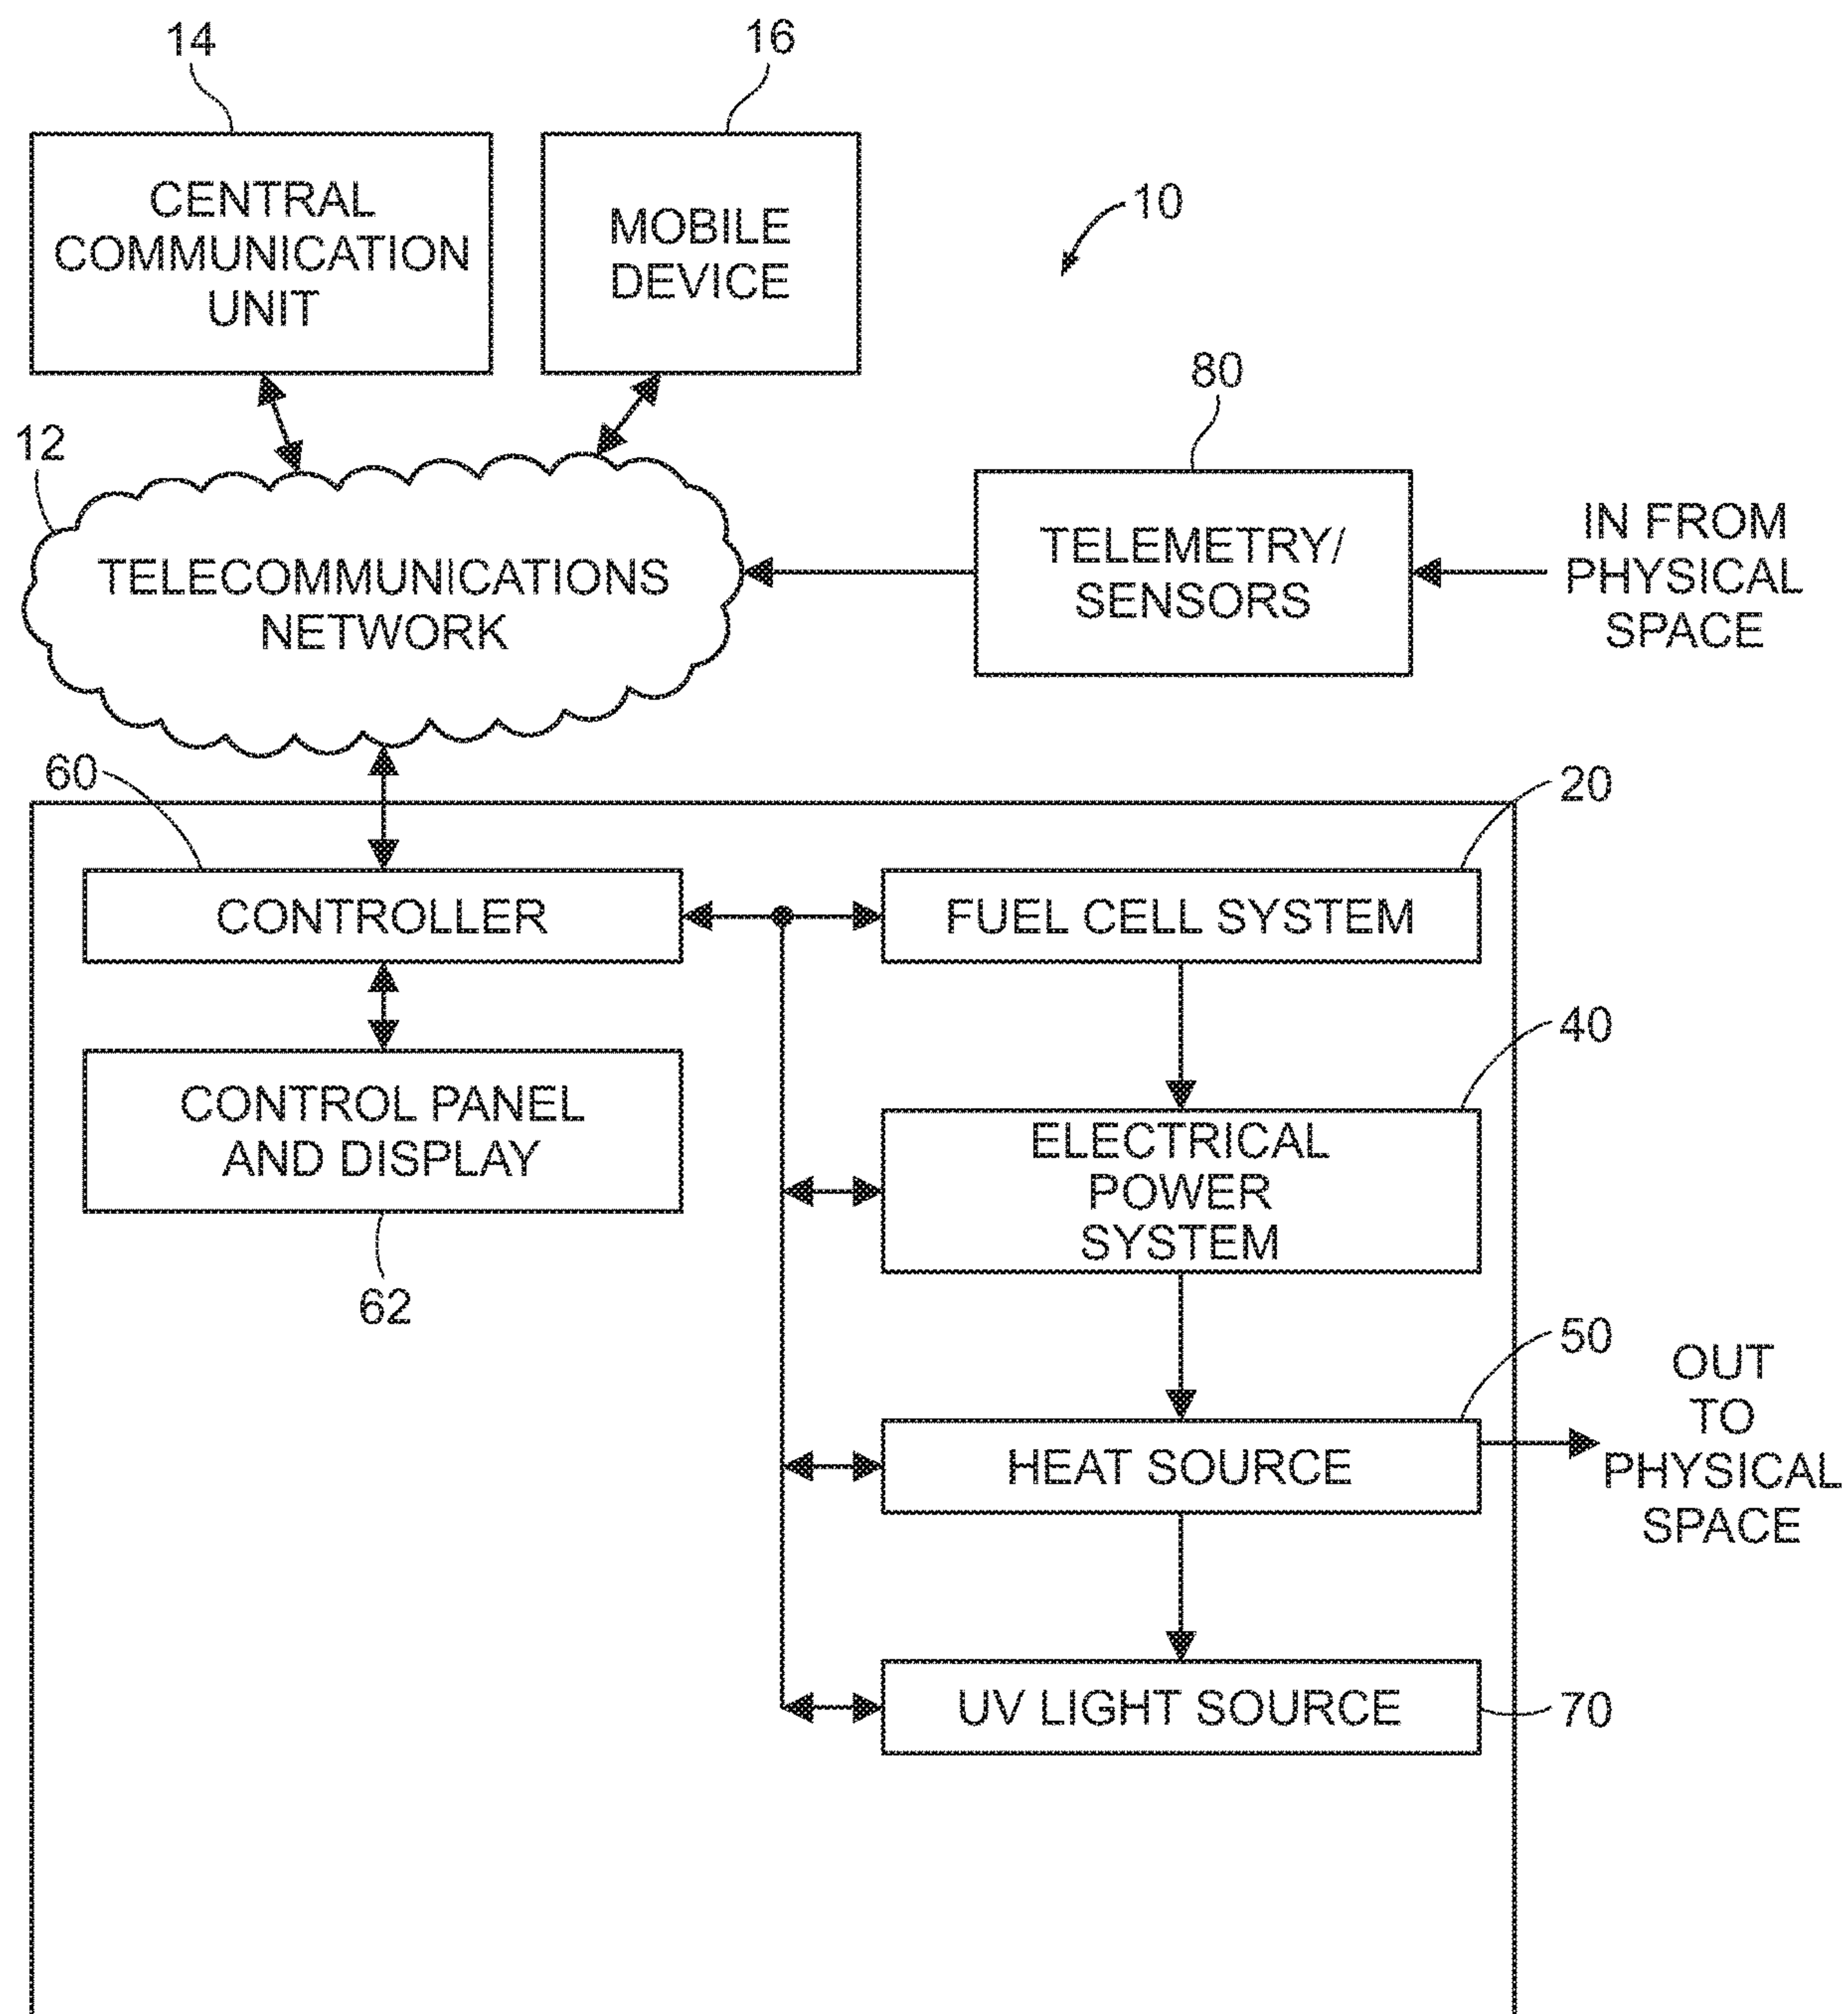 14
16
CENTRAL
COMMUNICATION
UNIT
MOBILE
DEVICE
10
80
12
TELECOMMUNICATIONS
NETWORK
TELEMETRY/
SENSORS
IN FROM
PHYSICAL
SPACE
60
20
CONTROLLER
FUEL CELL SYSTEM
40
CONTROL PANEL
AND DISPLAY
ELECTRICAL
POWER
SYSTEM
62
50
OUT
TO
PHYSICAL
SPACE
HEAT SOURCE
UV LIGHT SOURCE
70